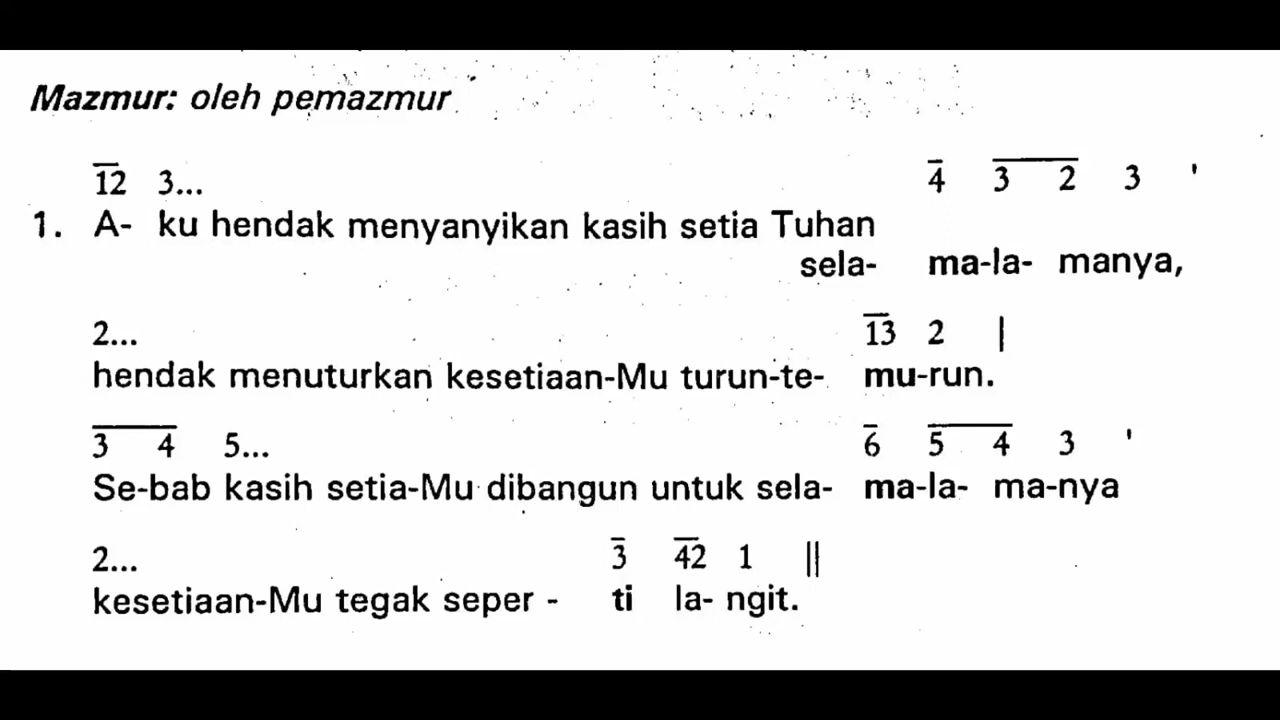 Mazmur: oleh pemazmur
12 3... 4 3 2 3 '
1. A- ku hendak menyanyikan kasih setia Tuhan
sela- ma-la- manya,
2... 13 2 |
hendak menuturkan kesetiaan-Mu turun-te- mu-run.
3 4 5... 6 5 4 3 '
Se-bab kasih setia-Mu dibangun untuk sela- ma-la- ma-nya
2... 3 42 1 ||
kesetiaan-Mu tegak seper - ti la- ngit.